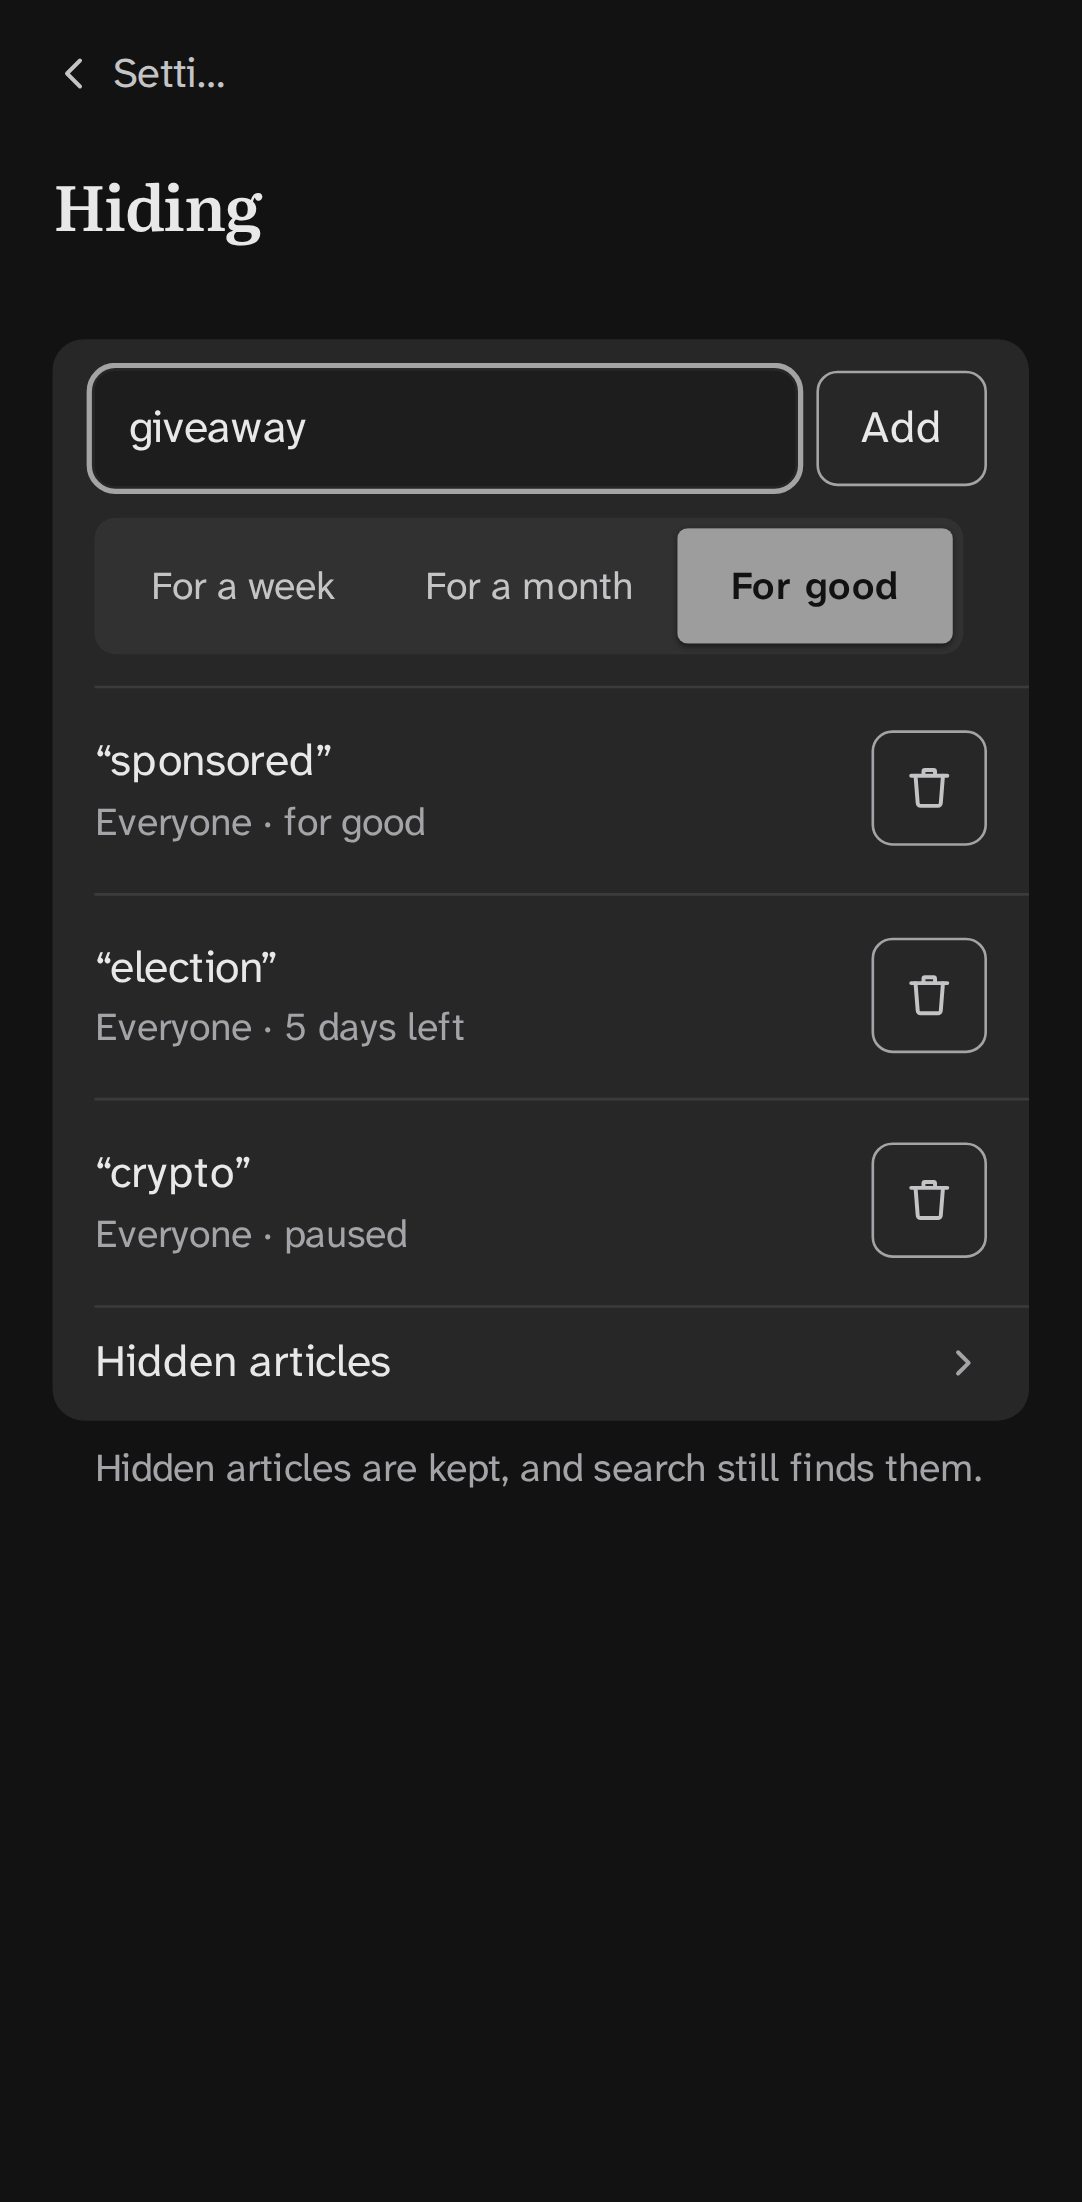 Setti...
Hiding
giveaway
Add
For a week
For a month
For good
“sponsored”
Everyone · for good
“election”
Everyone · 5 days left
“crypto”
Everyone · paused
Hidden articles
Hidden articles are kept, and search still finds them.